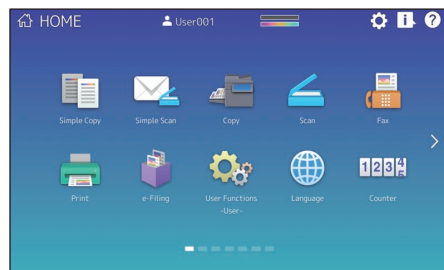 HOME
User001
Simple Copy
Simple Scan
Copy
Scan
Fax
Print
e-Filing
User Functions
-User-
Language
Counter